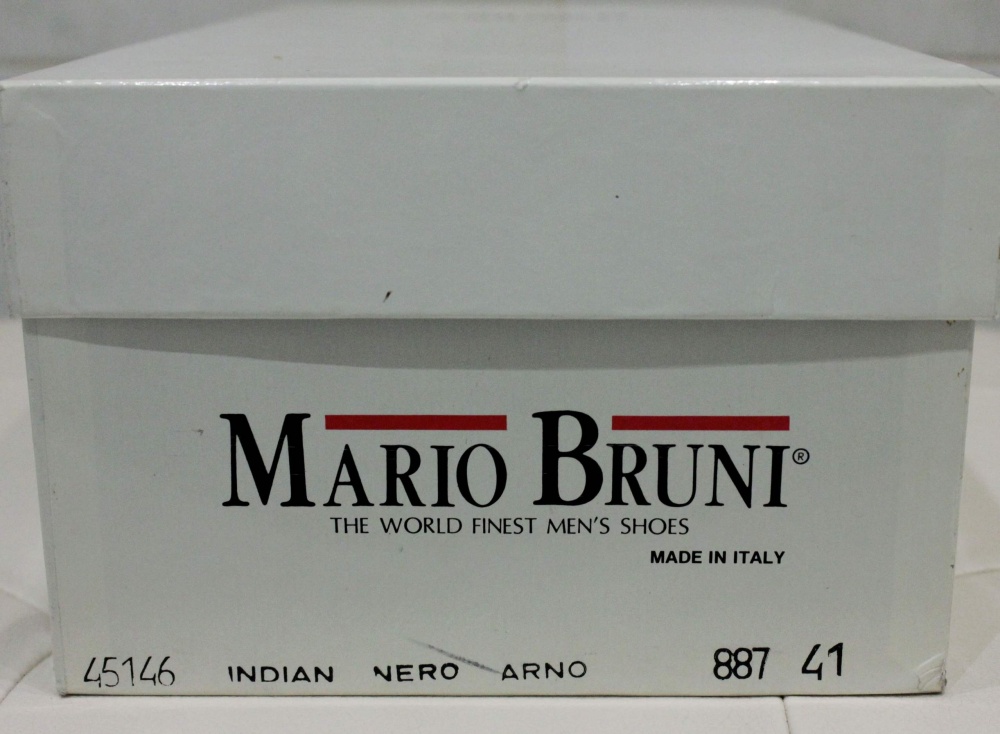 MARIO BRUNI®
THE WORLD FINEST MEN'S SHOES
MADE IN ITALY
45146 INDIAN NERO ARNO 887 41